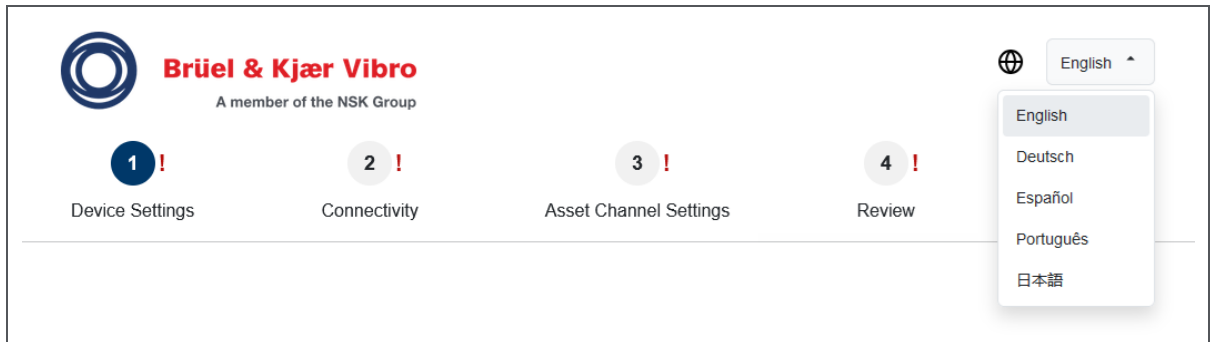 Brüel & Kjær Vibro
A member of the NSK Group
English
English
Deutsch
Español
Português
日本語
1 !
2 !
3 !
4 !
Device Settings
Connectivity
Asset Channel Settings
Review